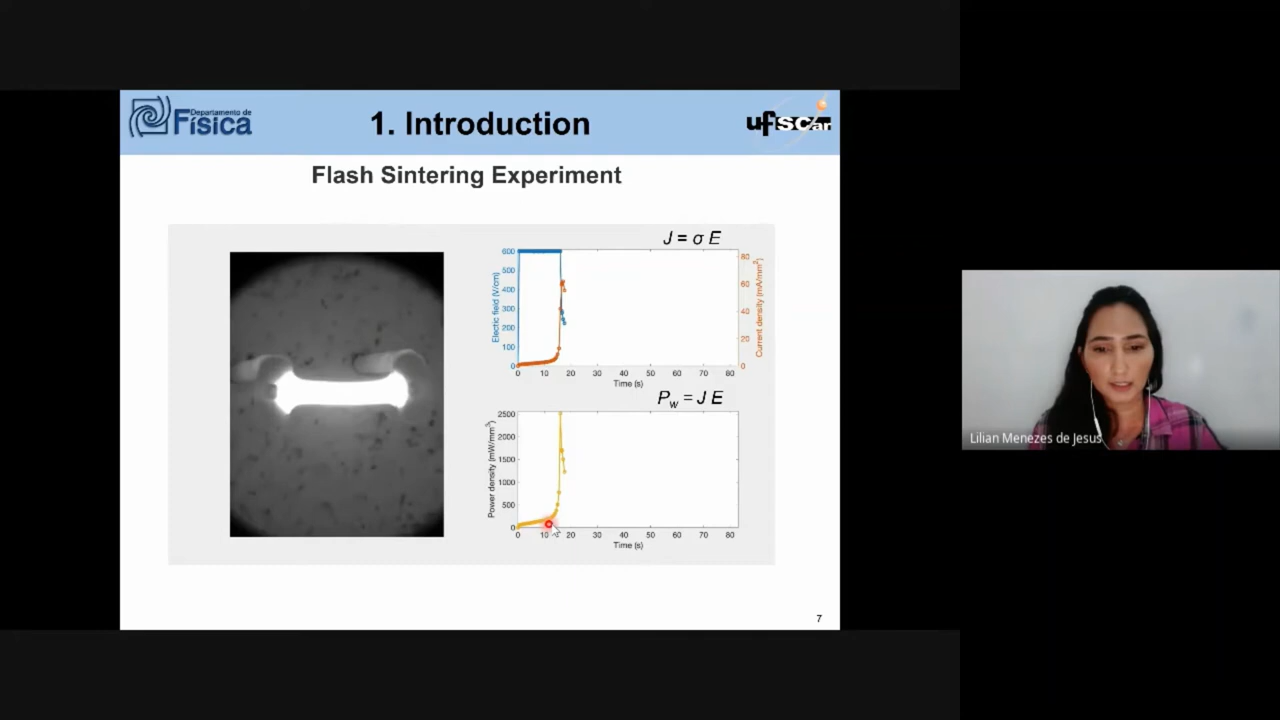 Departamento de
Física
1. Introduction
ufscar
Flash Sintering Experiment
J = σ E
600
500
400
300
200
100
0
Electic field (V/cm)
80
60
40
20
0
Current density (mA/mm²)
0 10 20 30 40 50 60 70 80
Time (s)
Pw = J E
2500
2000
1500
1000
500
0
Power density (mW/mm³)
0 10 20 30 40 50 60 70 80
Time (s)
7
Lilian Menezes de Jesus